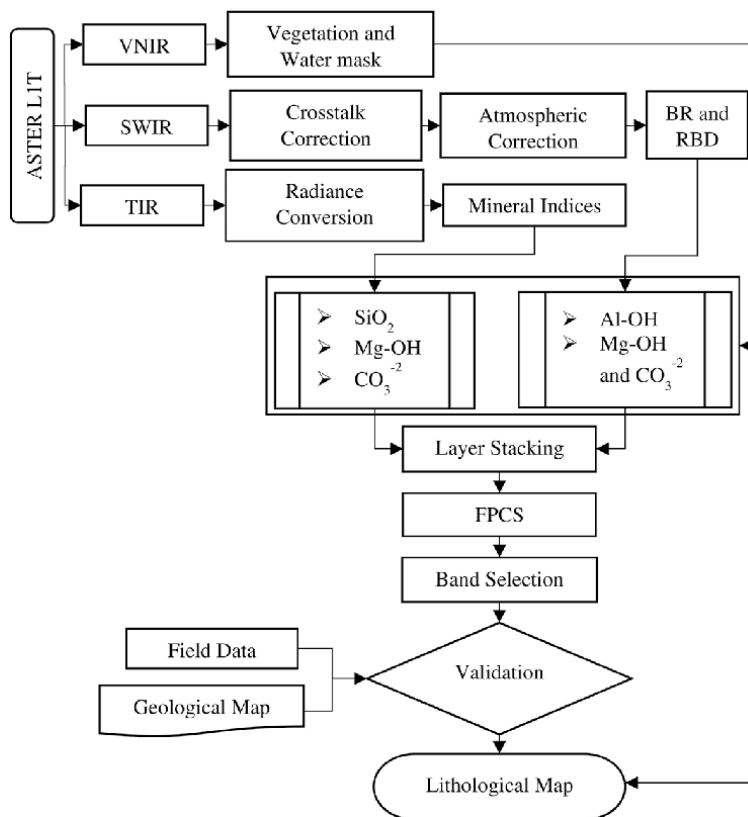 ASTER L1T
VNIR
Vegetation and
Water mask
SWIR
Crosstalk
Correction
Atmospheric
Correction
BR and
RBD
TIR
Radiance
Conversion
Mineral Indices
➢ SiO₂
➢ Mg-OH
➢ CO₃⁻²
➢ Al-OH
➢ Mg-OH
and CO₃⁻²
Layer Stacking
FPCS
Band Selection
Field Data
Geological Map
Validation
Lithological Map